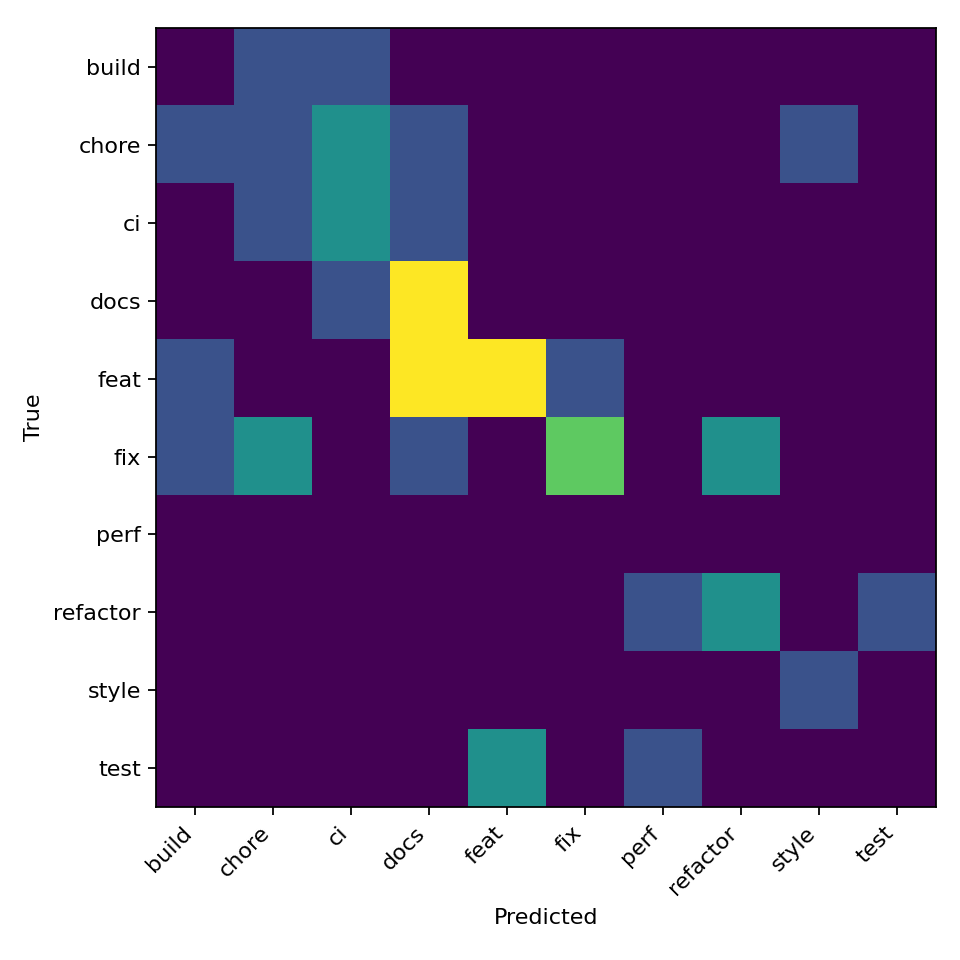 build
chore
ci
docs
feat
fix
perf
refactor
style
test
True
build
chore
ci
docs
feat
fix
perf
refactor
style
test
Predicted